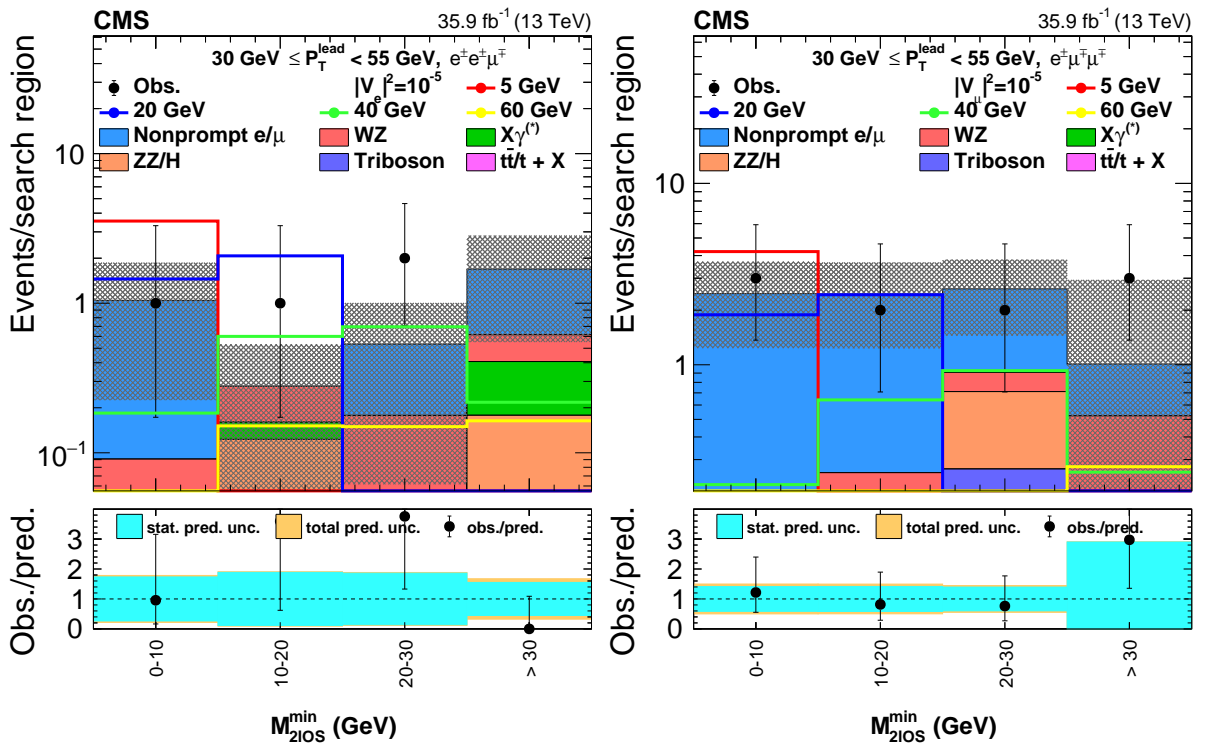 CMS 35.9 fb⁻¹ (13 TeV)
30 GeV ≤ P_T^lead < 55 GeV, e±e±μ∓
Obs. |V_e|²=10⁻⁵ 5 GeV
20 GeV 40 GeV 60 GeV
Nonprompt e/μ WZ Xγ(*)
ZZ/H Triboson tt̄/t + X
Events/search region
10
1
10⁻¹
stat. pred. unc. total pred. unc. obs./pred.
Obs./pred.
3
2
1
0
0-10 10-20 20-30 > 30
M_2lOS^min (GeV)
CMS 35.9 fb⁻¹ (13 TeV)
30 GeV ≤ P_T^lead < 55 GeV, e±μ∓μ∓
Obs. |V_μ|²=10⁻⁵ 5 GeV
20 GeV 40 GeV 60 GeV
Nonprompt e/μ WZ Xγ(*)
ZZ/H Triboson tt̄/t + X
Events/search region
10
1
stat. pred. unc. total pred. unc. obs./pred.
Obs./pred.
3
2
1
0
0-10 10-20 20-30 > 30
M_2lOS^min (GeV)